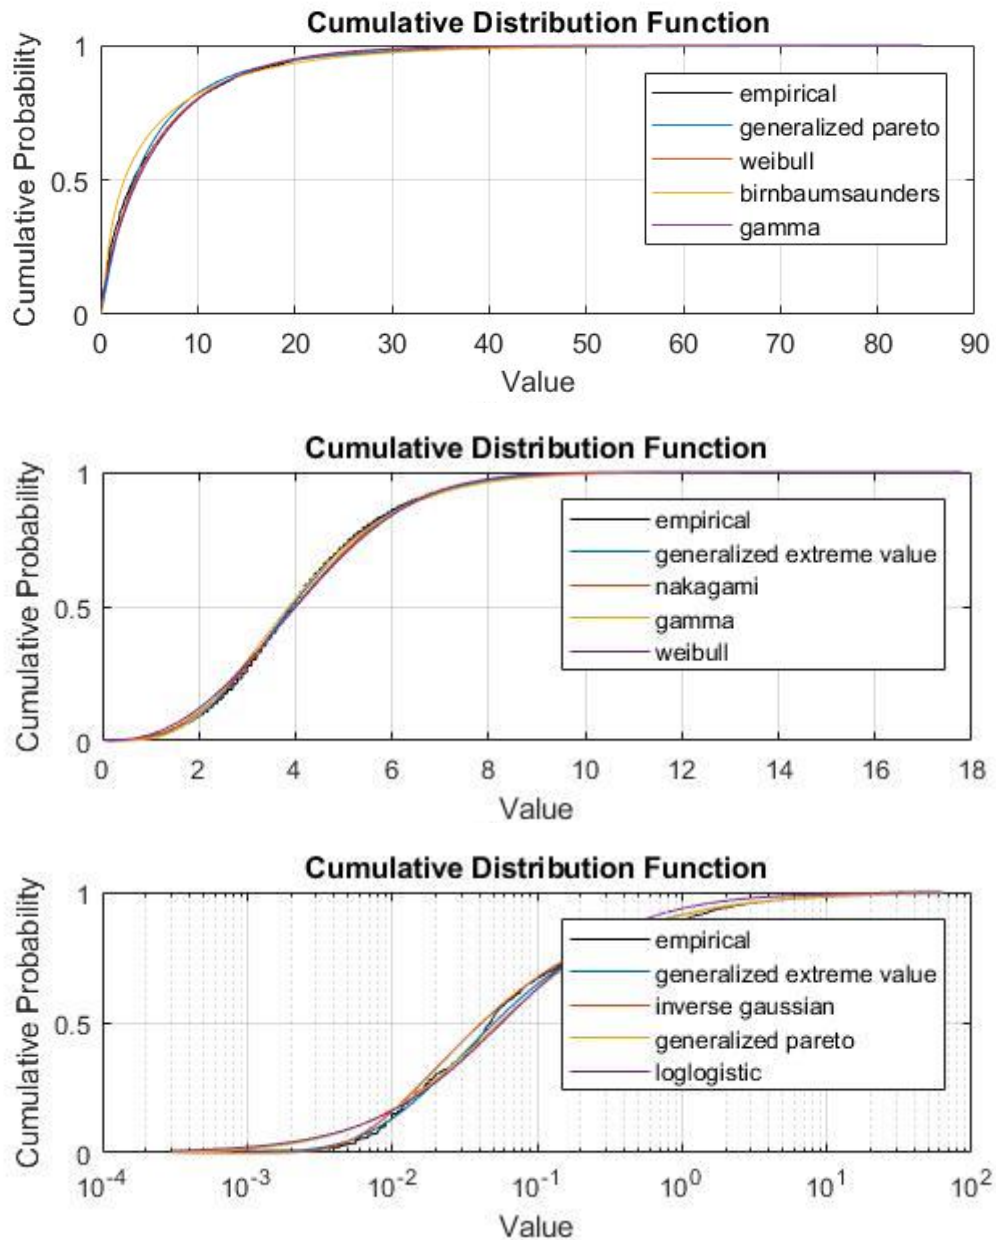 Cumulative Distribution Function
Cumulative Probability
1
0.5
0
empirical
generalized pareto
weibull
birnbaumsaunders
gamma
0 10 20 30 40 50 60 70 80 90
Value
Cumulative Distribution Function
Cumulative Probability
1
0.5
0
empirical
generalized extreme value
nakagami
gamma
weibull
0 2 4 6 8 10 12 14 16 18
Value
Cumulative Distribution Function
Cumulative Probability
1
0.5
0
empirical
generalized extreme value
inverse gaussian
generalized pareto
loglogistic
10⁻⁴ 10⁻³ 10⁻² 10⁻¹ 10⁰ 10¹ 10²
Value